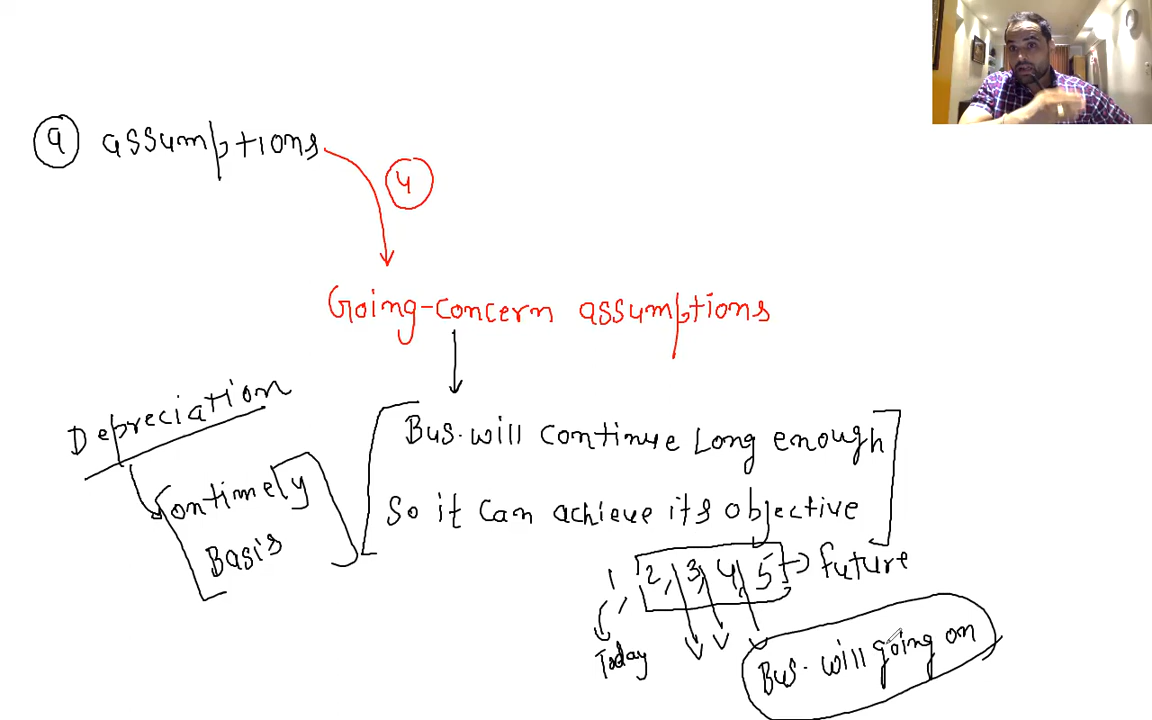 9 assumptions
4
Going-concern assumptions
Depreciation
ontimely
Basis
Bus. will continue Long enough
So it can achieve its objective
1, 2, 3, 4, 5 → future
Today
Bus. will going on